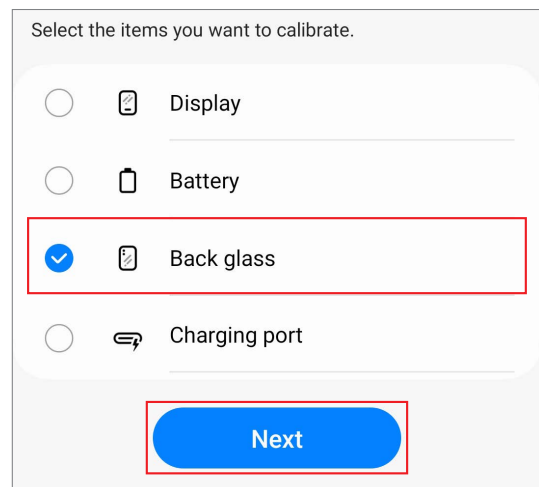 Select the items you want to calibrate.
Display
Battery
Back glass
Charging port
Next